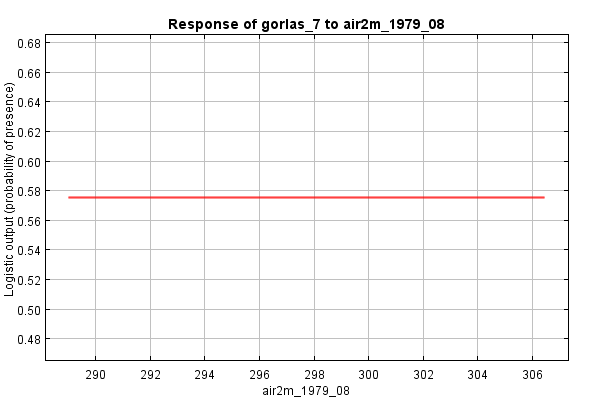 Response of gorlas_7 to air2m_1979_08
Logistic output (probability of presence)
0.68
0.66
0.64
0.62
0.60
0.58
0.56
0.54
0.52
0.50
0.48
290 292 294 296 298 300 302 304 306
air2m_1979_08